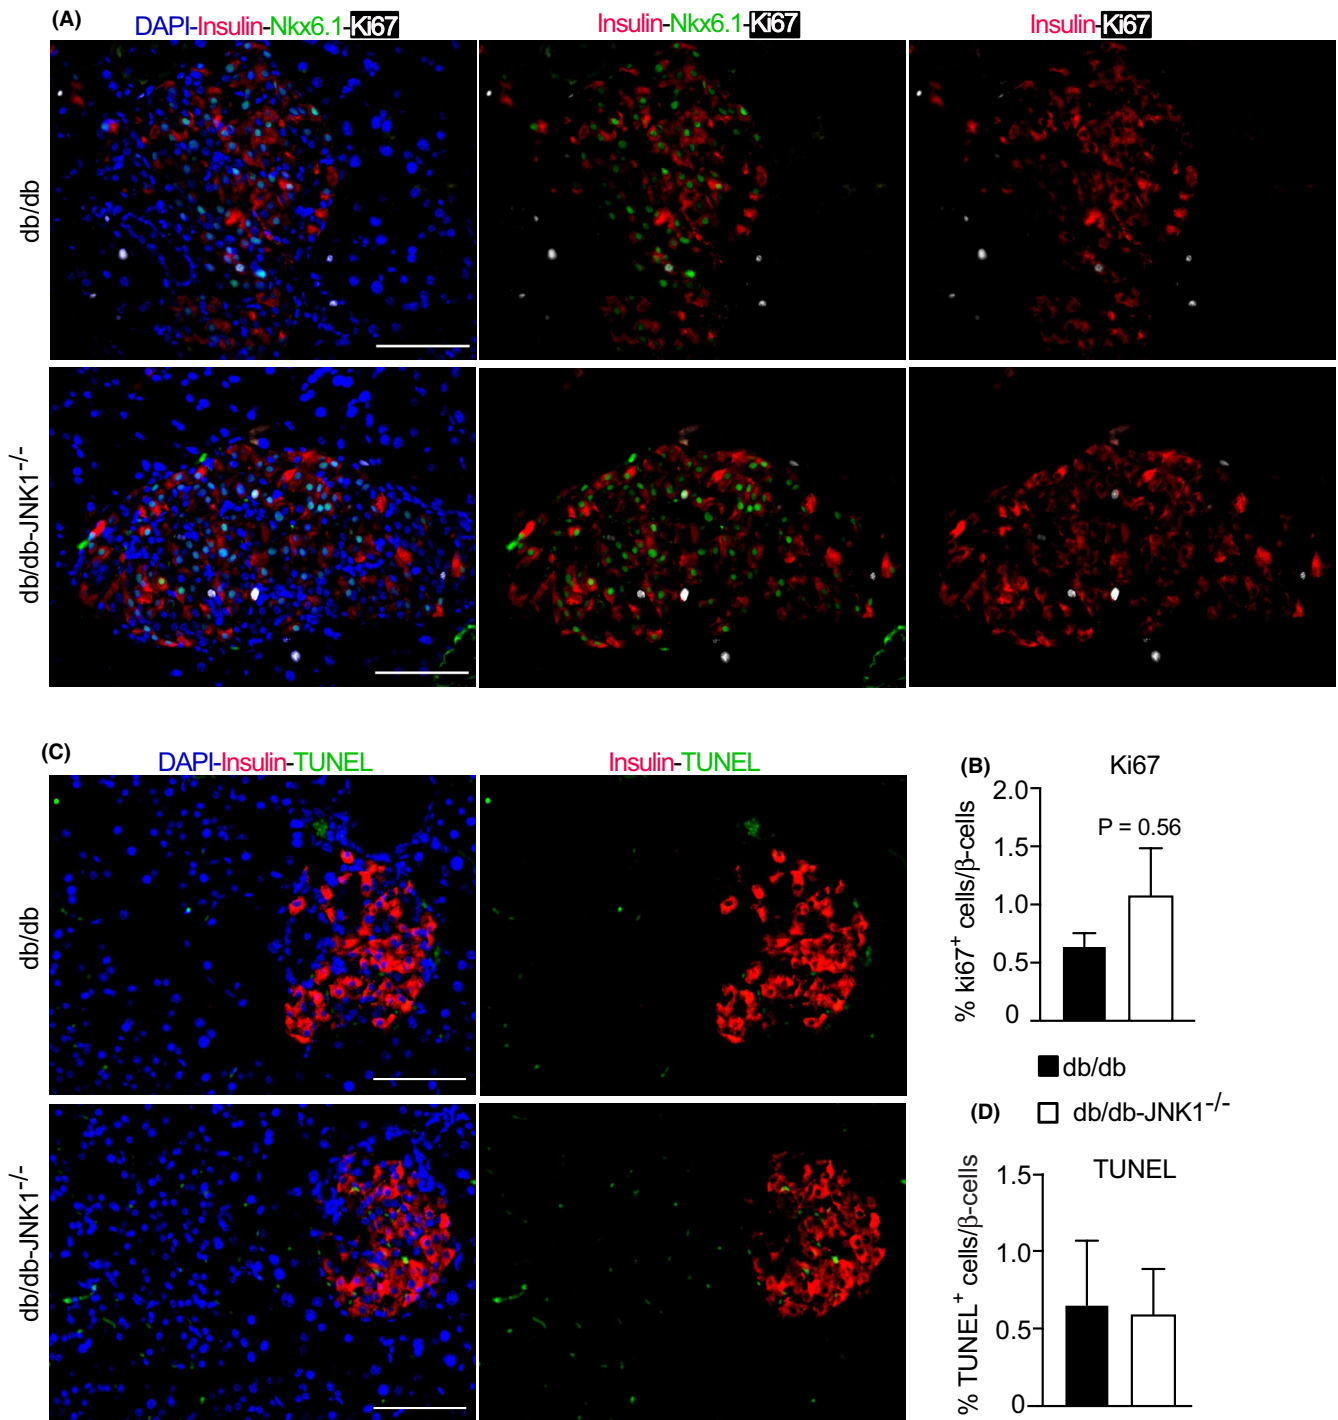 (A)
DAPI-Insulin-Nkx6.1-Ki67
Insulin-Nkx6.1-Ki67
Insulin-Ki67
db/db
db/db-JNK1-/-
(C)
DAPI-Insulin-TUNEL
Insulin-TUNEL
db/db
db/db-JNK1-/-
(B)
Ki67
% ki67+ cells/β-cells
2.0
1.5
1.0
0.5
0
P = 0.56
db/db
db/db-JNK1-/-
(D)
TUNEL
% TUNEL+ cells/β-cells
1.5
1.0
0.5
0